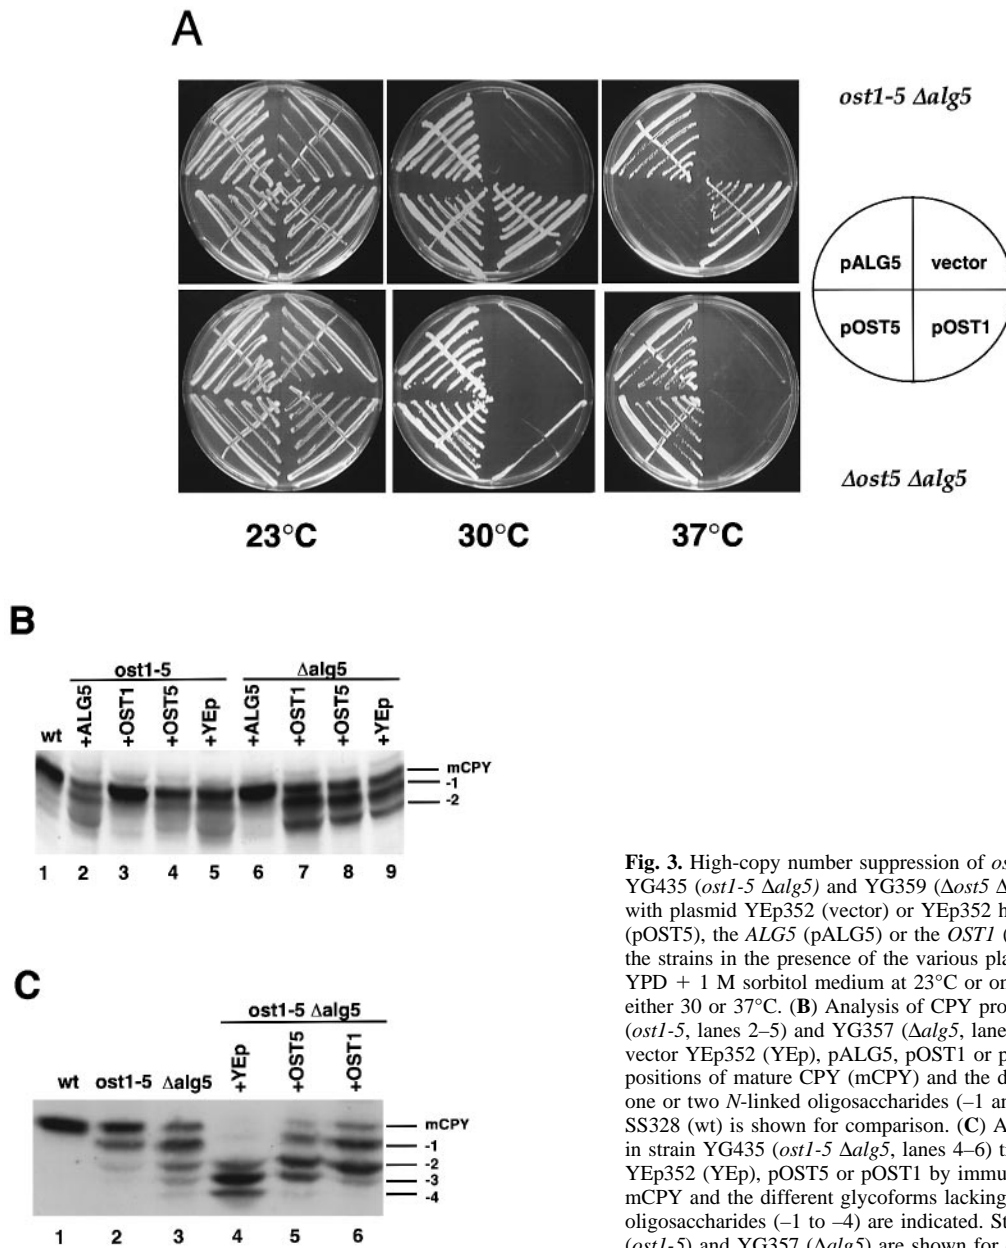 A
ost1-5 Δalg5
pALG5 vector
pOST5 pOST1
Δost5 Δalg5
23°C 30°C 37°C
B
ost1-5 Δalg5
wt +ALG5 +OST1 +OST5 +YEp +ALG5 +OST1 +OST5 +YEp
mCPY
-1
-2
1 2 3 4 5 6 7 8 9
C
ost1-5 Δalg5
wt ost1-5 Δalg5 +YEp +OST5 +OST1
mCPY
-1
-2
-3
-4
1 2 3 4 5 6
Fig. 3. High-copy number suppression of os
YG435 (ost1-5 Δalg5) and YG359 (Δost5 Δ
with plasmid YEp352 (vector) or YEp352 h
(pOST5), the ALG5 (pALG5) or the OST1 (
the strains in the presence of the various pla
YPD + 1 M sorbitol medium at 23°C or on
either 30 or 37°C. (B) Analysis of CPY pro
(ost1-5, lanes 2–5) and YG357 (Δalg5, lane
vector YEp352 (YEp), pALG5, pOST1 or p
positions of mature CPY (mCPY) and the d
one or two N-linked oligosaccharides (–1 an
SS328 (wt) is shown for comparison. (C) A
in strain YG435 (ost1-5 Δalg5, lanes 4–6) t
YEp352 (YEp), pOST5 or pOST1 by immu
mCPY and the different glycoforms lacking
oligosaccharides (–1 to –4) are indicated. St
(ost1-5) and YG357 (Δalg5) are shown for